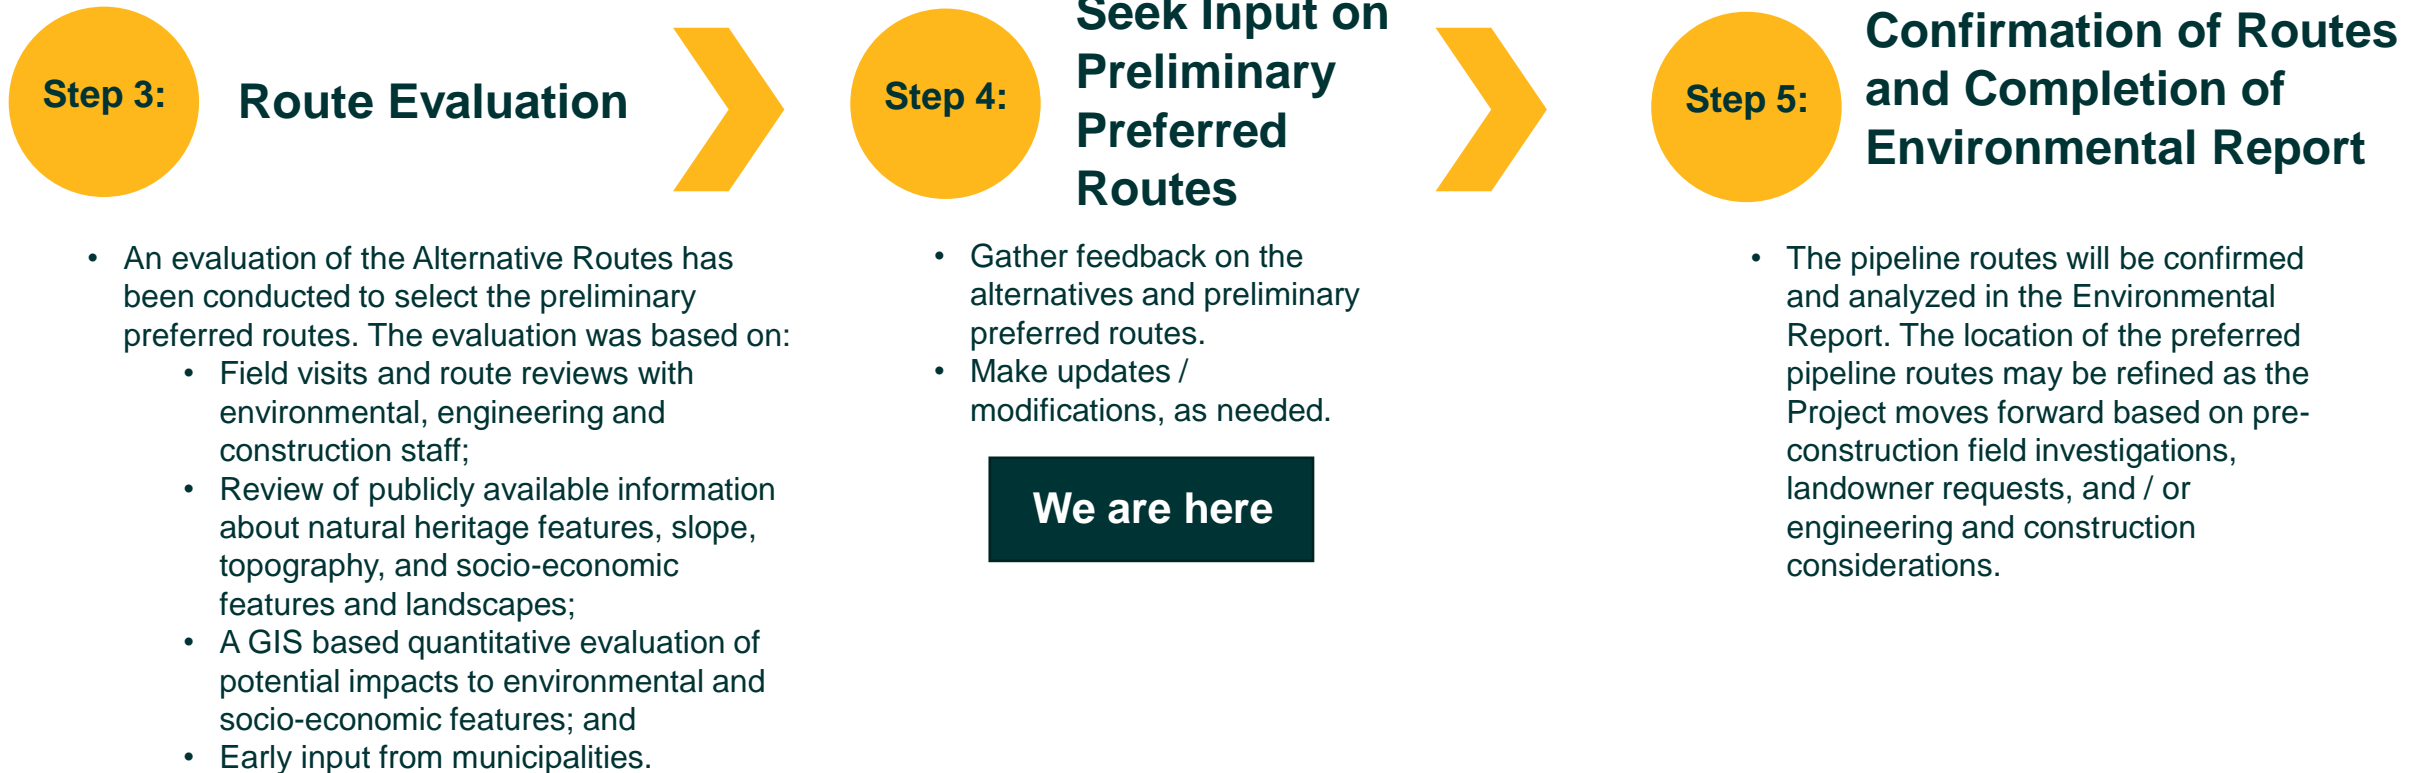 Step 3:
Route Evaluation
• An evaluation of the Alternative Routes has
been conducted to select the preliminary
preferred routes. The evaluation was based on:
• Field visits and route reviews with
environmental, engineering and
construction staff;
• Review of publicly available information
about natural heritage features, slope,
topography, and socio-economic
features and landscapes;
• A GIS based quantitative evaluation of
potential impacts to environmental and
socio-economic features; and
• Early input from municipalities.
Step 4:
Seek Input on
Preliminary
Preferred
Routes
• Gather feedback on the
alternatives and preliminary
preferred routes.
• Make updates /
modifications, as needed.
We are here
Step 5:
Confirmation of Routes
and Completion of
Environmental Report
• The pipeline routes will be confirmed
and analyzed in the Environmental
Report. The location of the preferred
pipeline routes may be refined as the
Project moves forward based on pre-
construction field investigations,
landowner requests, and / or
engineering and construction
considerations.